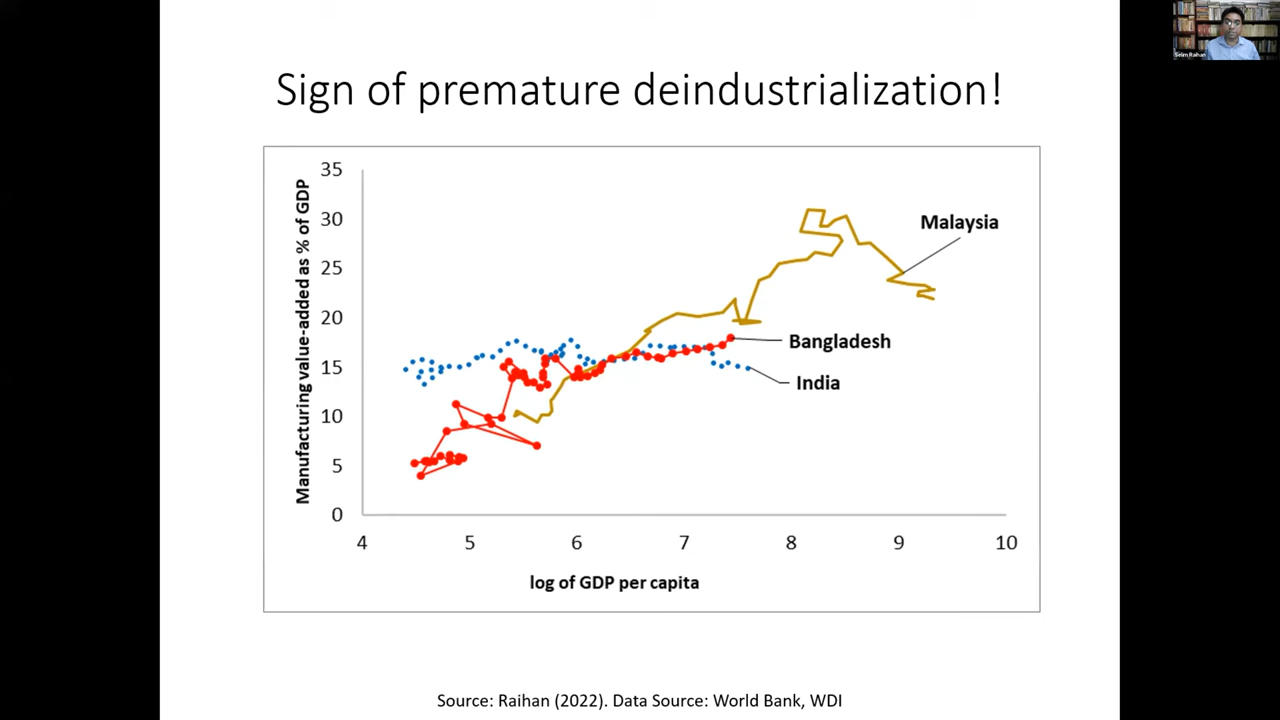 Selim Raihan
Sign of premature deindustrialization!
Manufacturing value-added as % of GDP
35
30
25
20
15
10
5
0
Malaysia
Bangladesh
India
4 5 6 7 8 9 10
log of GDP per capita
Source: Raihan (2022). Data Source: World Bank, WDI